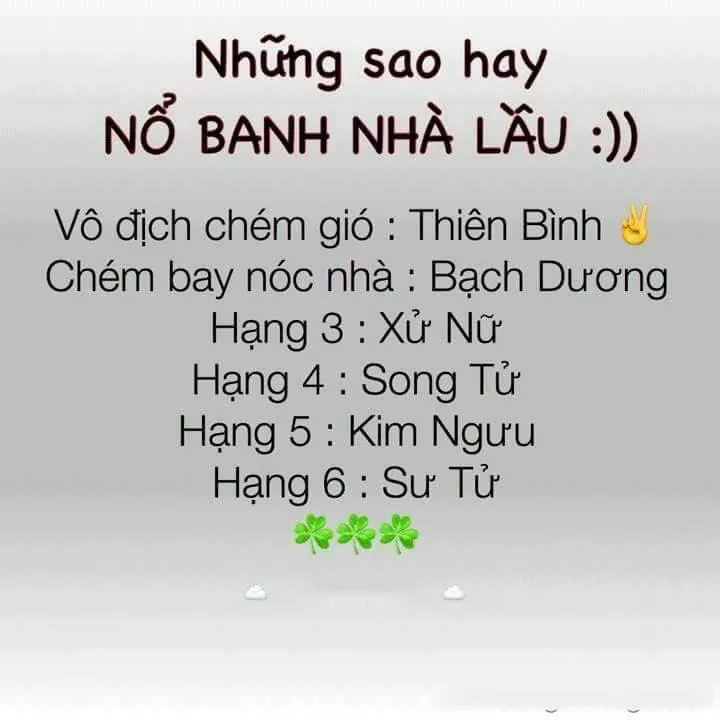 Những sao hay
NỔ BANH NHÀ LẦU :))
Vô địch chém gió : Thiên Bình ✌
Chém bay nóc nhà : Bạch Dương
Hạng 3 : Xử Nữ
Hạng 4 : Song Tử
Hạng 5 : Kim Ngưu
Hạng 6 : Sư Tử
☘☘☘
☁ ☁